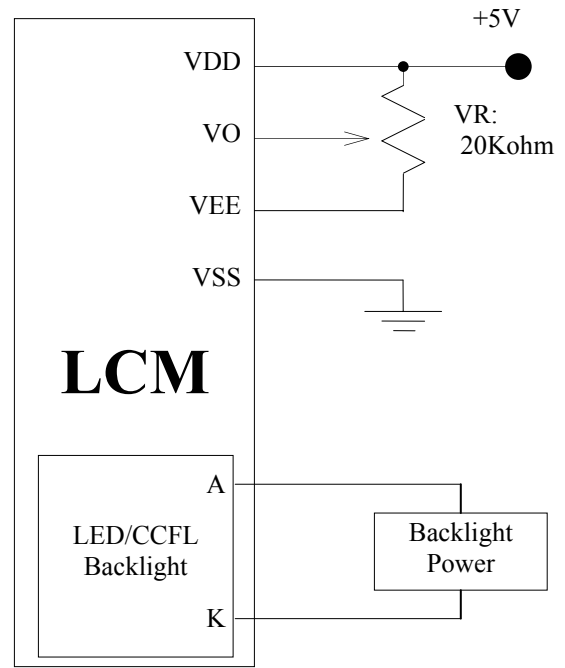 +5V
VDD
VR:
20Kohm
VO
VEE
VSS
LCM
A
LED/CCFL
Backlight
Backlight
Power
K